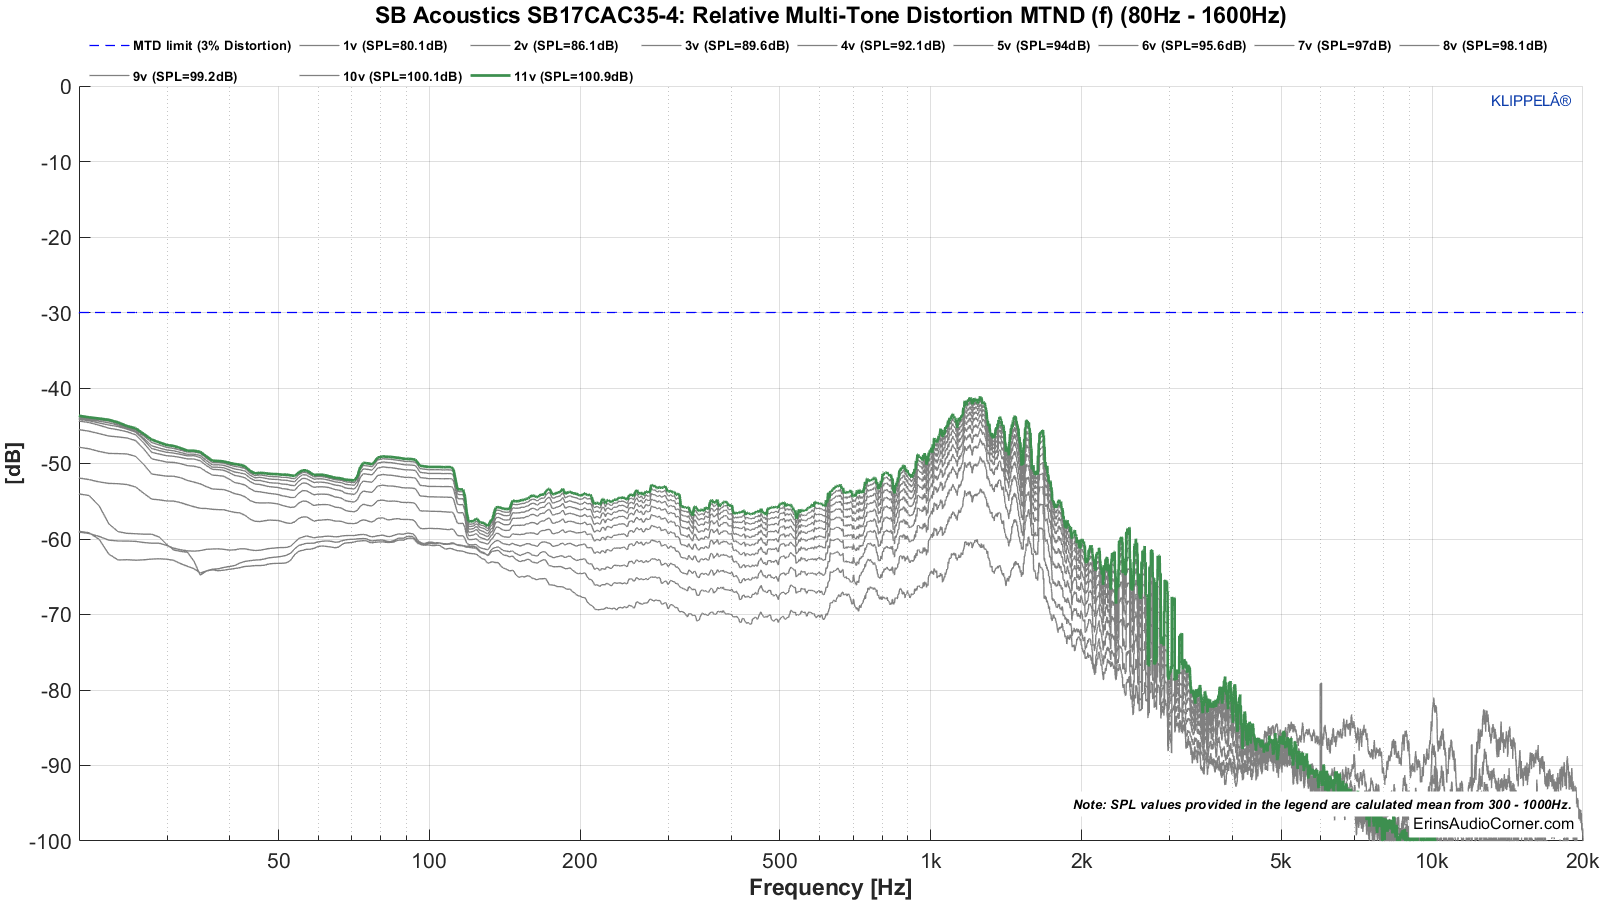 SB Acoustics SB17CAC35-4: Relative Multi-Tone Distortion MTND (f) (80Hz - 1600Hz)
MTD limit (3% Distortion) 1v (SPL=80.1dB) 2v (SPL=86.1dB) 3v (SPL=89.6dB) 4v (SPL=92.1dB) 5v (SPL=94dB) 6v (SPL=95.6dB) 7v (SPL=97dB) 8v (SPL=98.1dB)
9v (SPL=99.2dB) 10v (SPL=100.1dB) 11v (SPL=100.9dB)
0
KLIPPELÂ®
-10
-20
-30
-40
-50
[dB]
-60
-70
-80
-90
Note: SPL values provided in the legend are calulated mean from 300 - 1000Hz.
ErinsAudioCorner.com
-100
50 100 200 500 1k 2k 5k 10k 20k
Frequency [Hz]